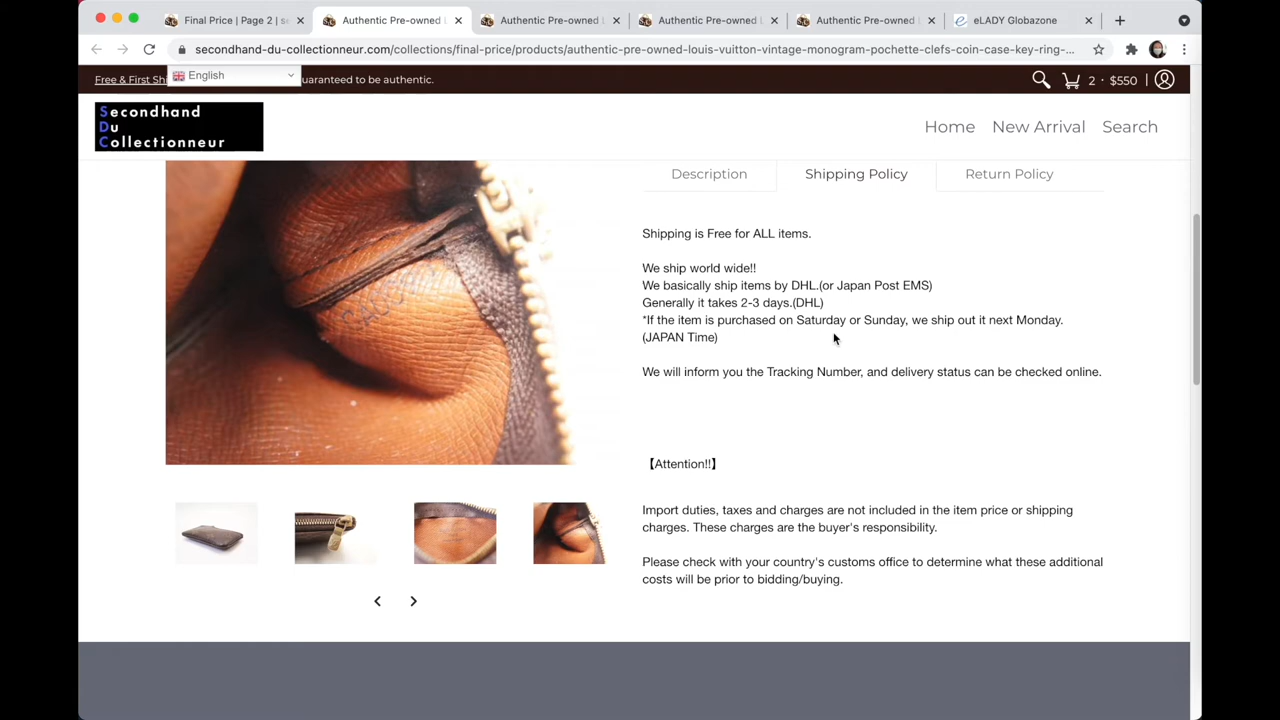 Final Price | Page 2 | se
Authentic Pre-owned L
Authentic Pre-owned L
Authentic Pre-owned L
Authentic Pre-owned L
eLADY Globazone
secondhand-du-collectionneur.com/collections/final-price/products/authentic-pre-owned-louis-vuitton-vintage-monogram-pochette-clefs-coin-case-key-ring-...
Free & First Shi
English
uaranteed to be authentic.
2 · $550
Secondhand
Du
Collectionneur
Home
New Arrival
Search
Description
Shipping Policy
Return Policy
Shipping is Free for ALL items.
We ship world wide!!
We basically ship items by DHL.(or Japan Post EMS)
Generally it takes 2-3 days.(DHL)
*If the item is purchased on Saturday or Sunday, we ship out it next Monday.
(JAPAN Time)
We will inform you the Tracking Number, and delivery status can be checked online.
【Attention!!】
Import duties, taxes and charges are not included in the item price or shipping
charges. These charges are the buyer's responsibility.
Please check with your country's customs office to determine what these additional
costs will be prior to bidding/buying.